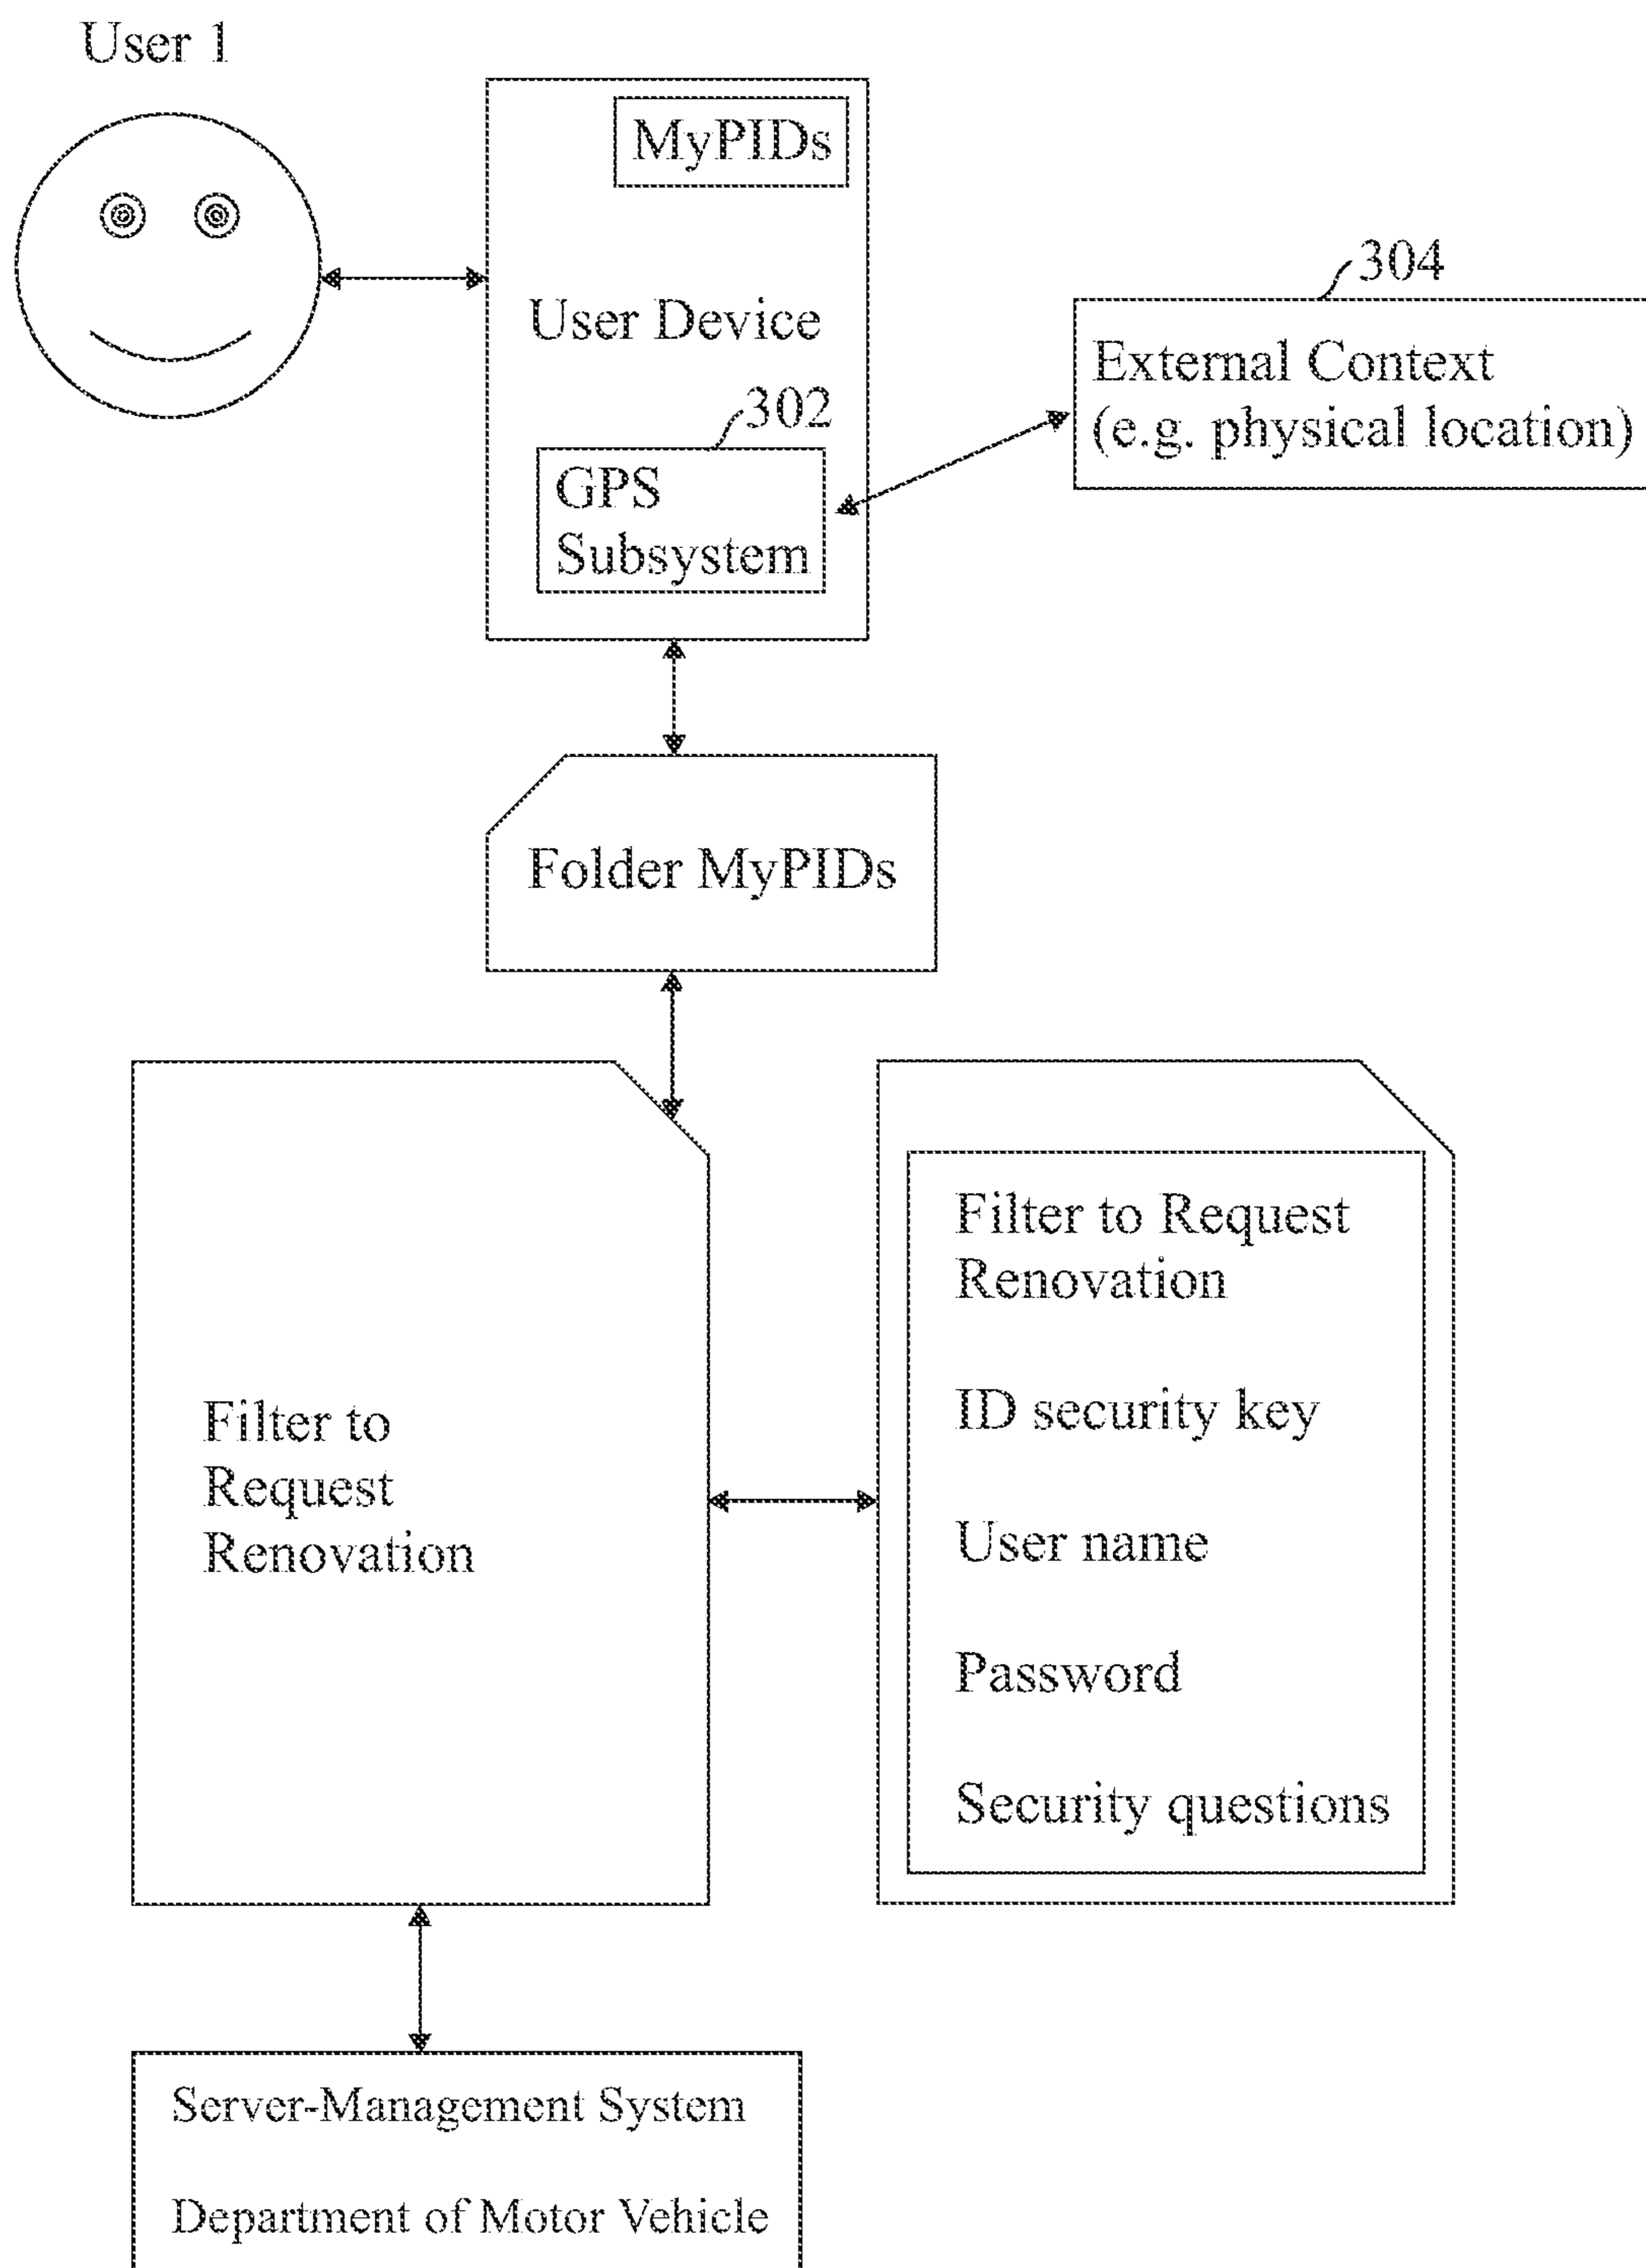 User 1
MyPIDs
User Device
304
External Context
(e.g. physical location)
302
GPS
Subsystem
Folder MyPIDs
Filter to
Request
Renovation
Filter to Request
Renovation
ID security key
User name
Password
Security questions
Server-Management System
Department of Motor Vehicle